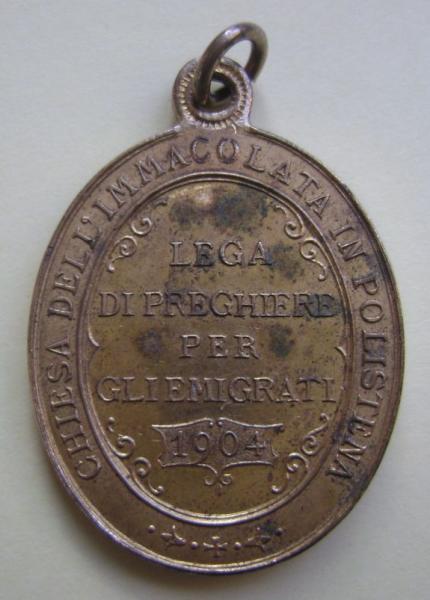 CHIESA DELL'IMMACOLATA IN POLISTENA
LEGA
DI PREGHIERE
PER
GLI EMIGRATI
1904